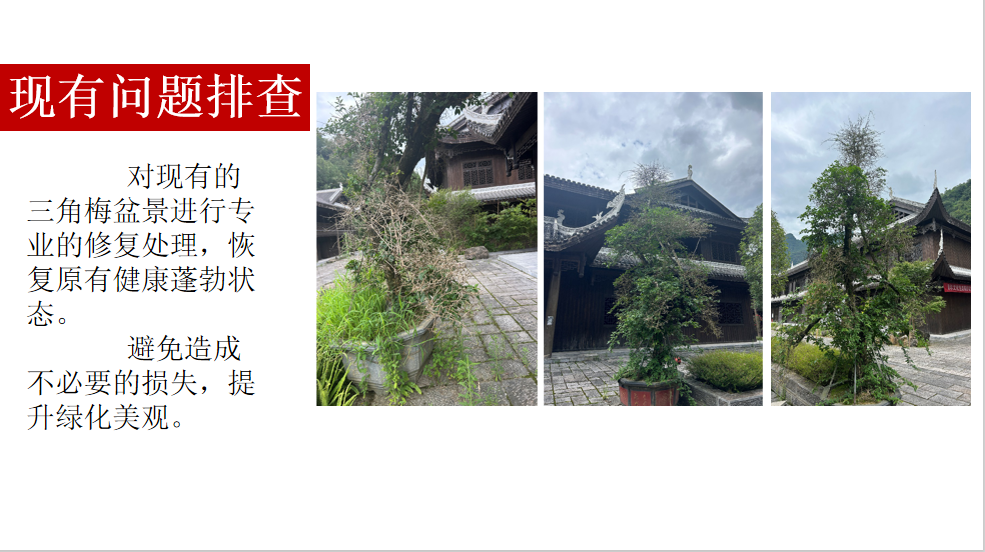 现有问题排查
对现有的
三角梅盆景进行专
业的修复处理，恢
复原有健康蓬勃状
态。
避免造成
不必要的损失，提
升绿化美观。